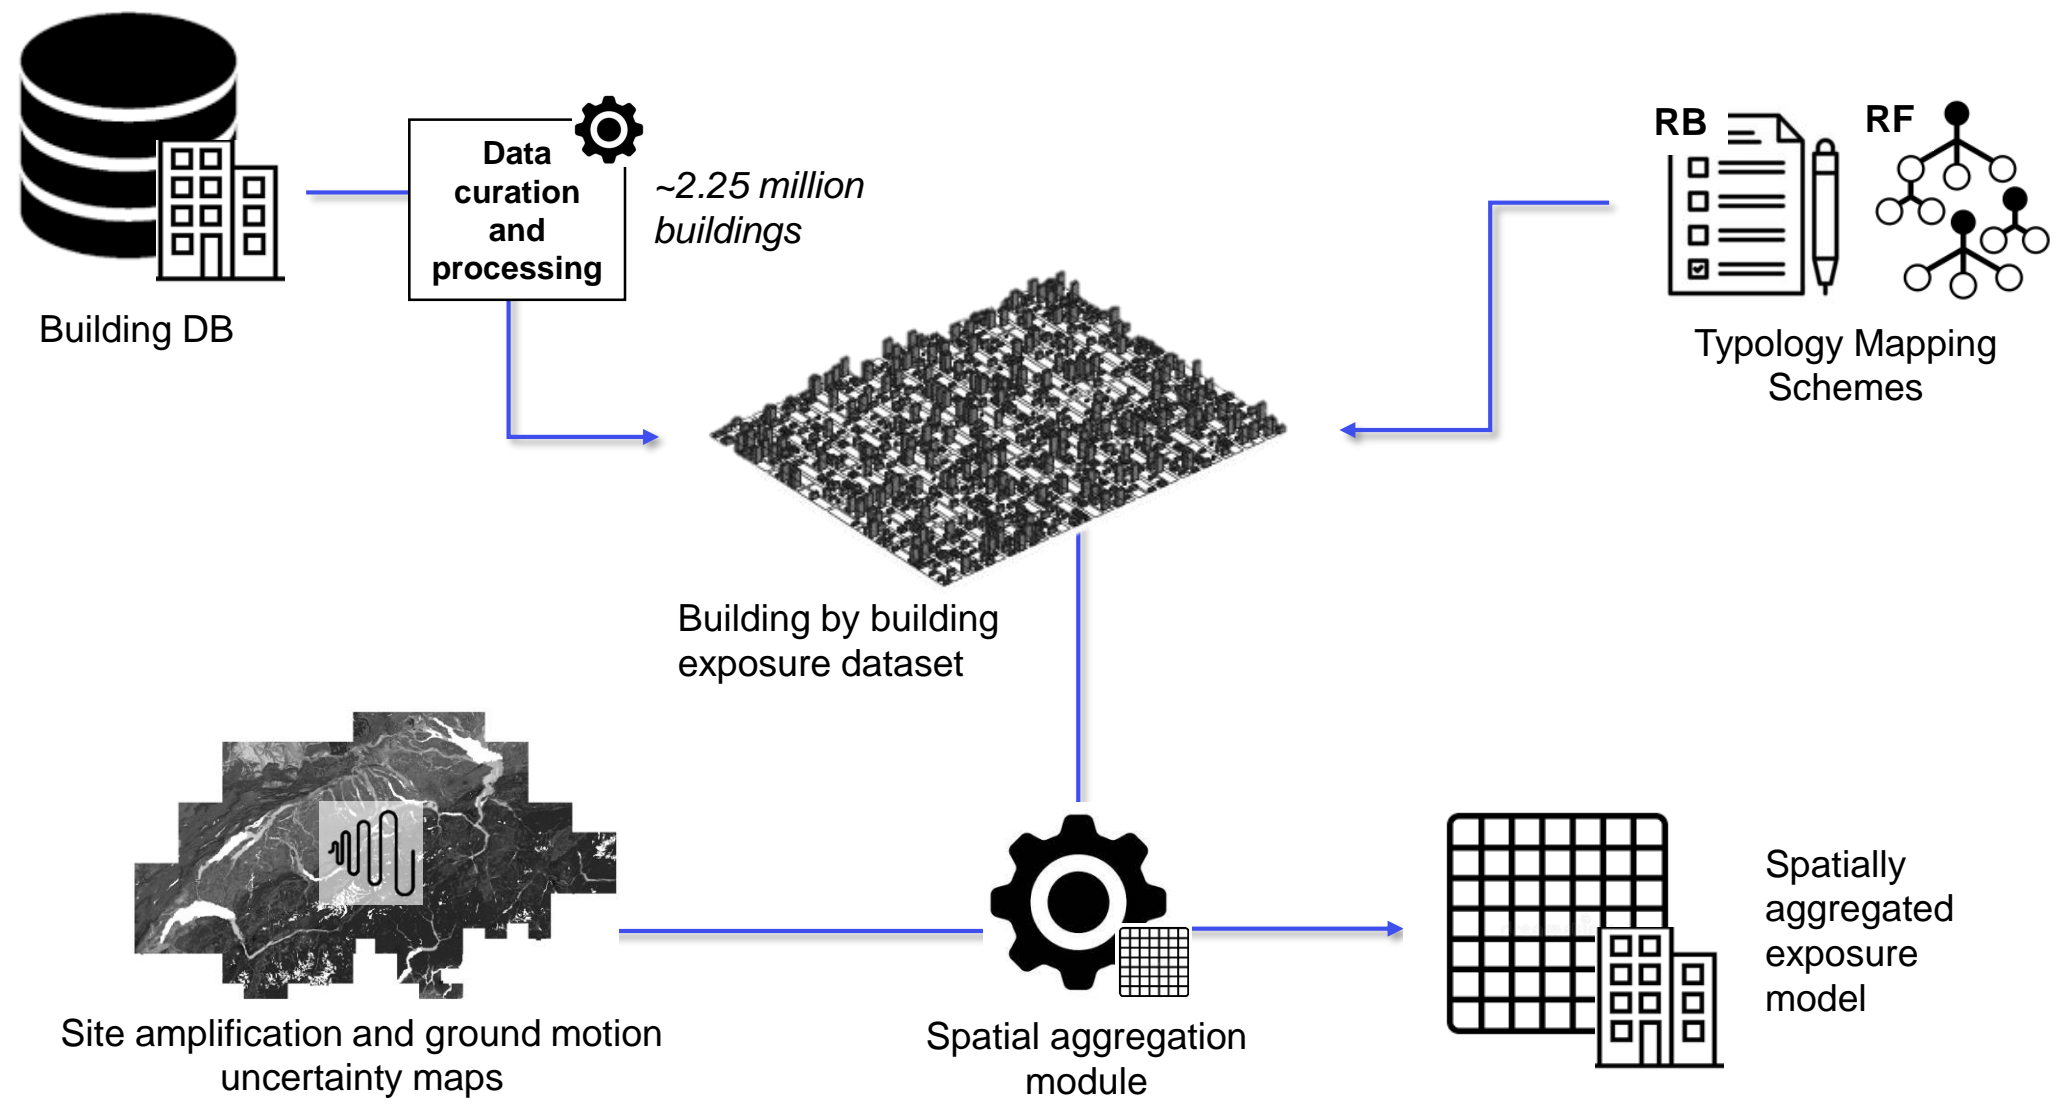 Data
curation
and
processing
~2.25 million
buildings
RB
RF
Building DB
Typology Mapping
Schemes
Building by building
exposure dataset
Spatially
aggregated
exposure
model
Site amplification and ground motion
uncertainty maps
Spatial aggregation
module